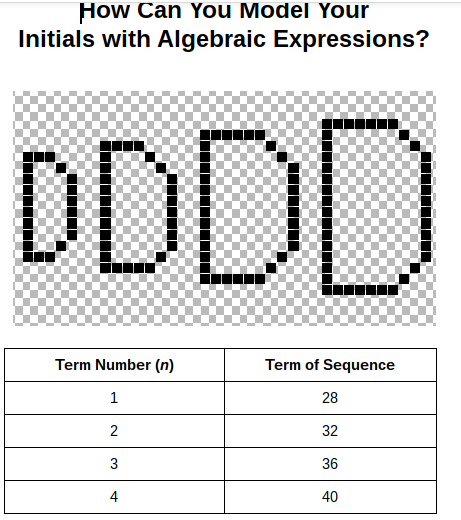 How Can You Model Your
Initials with Algebraic Expressions?
Term Number (n) Term of Sequence
1 28
2 32
3 36
4 40